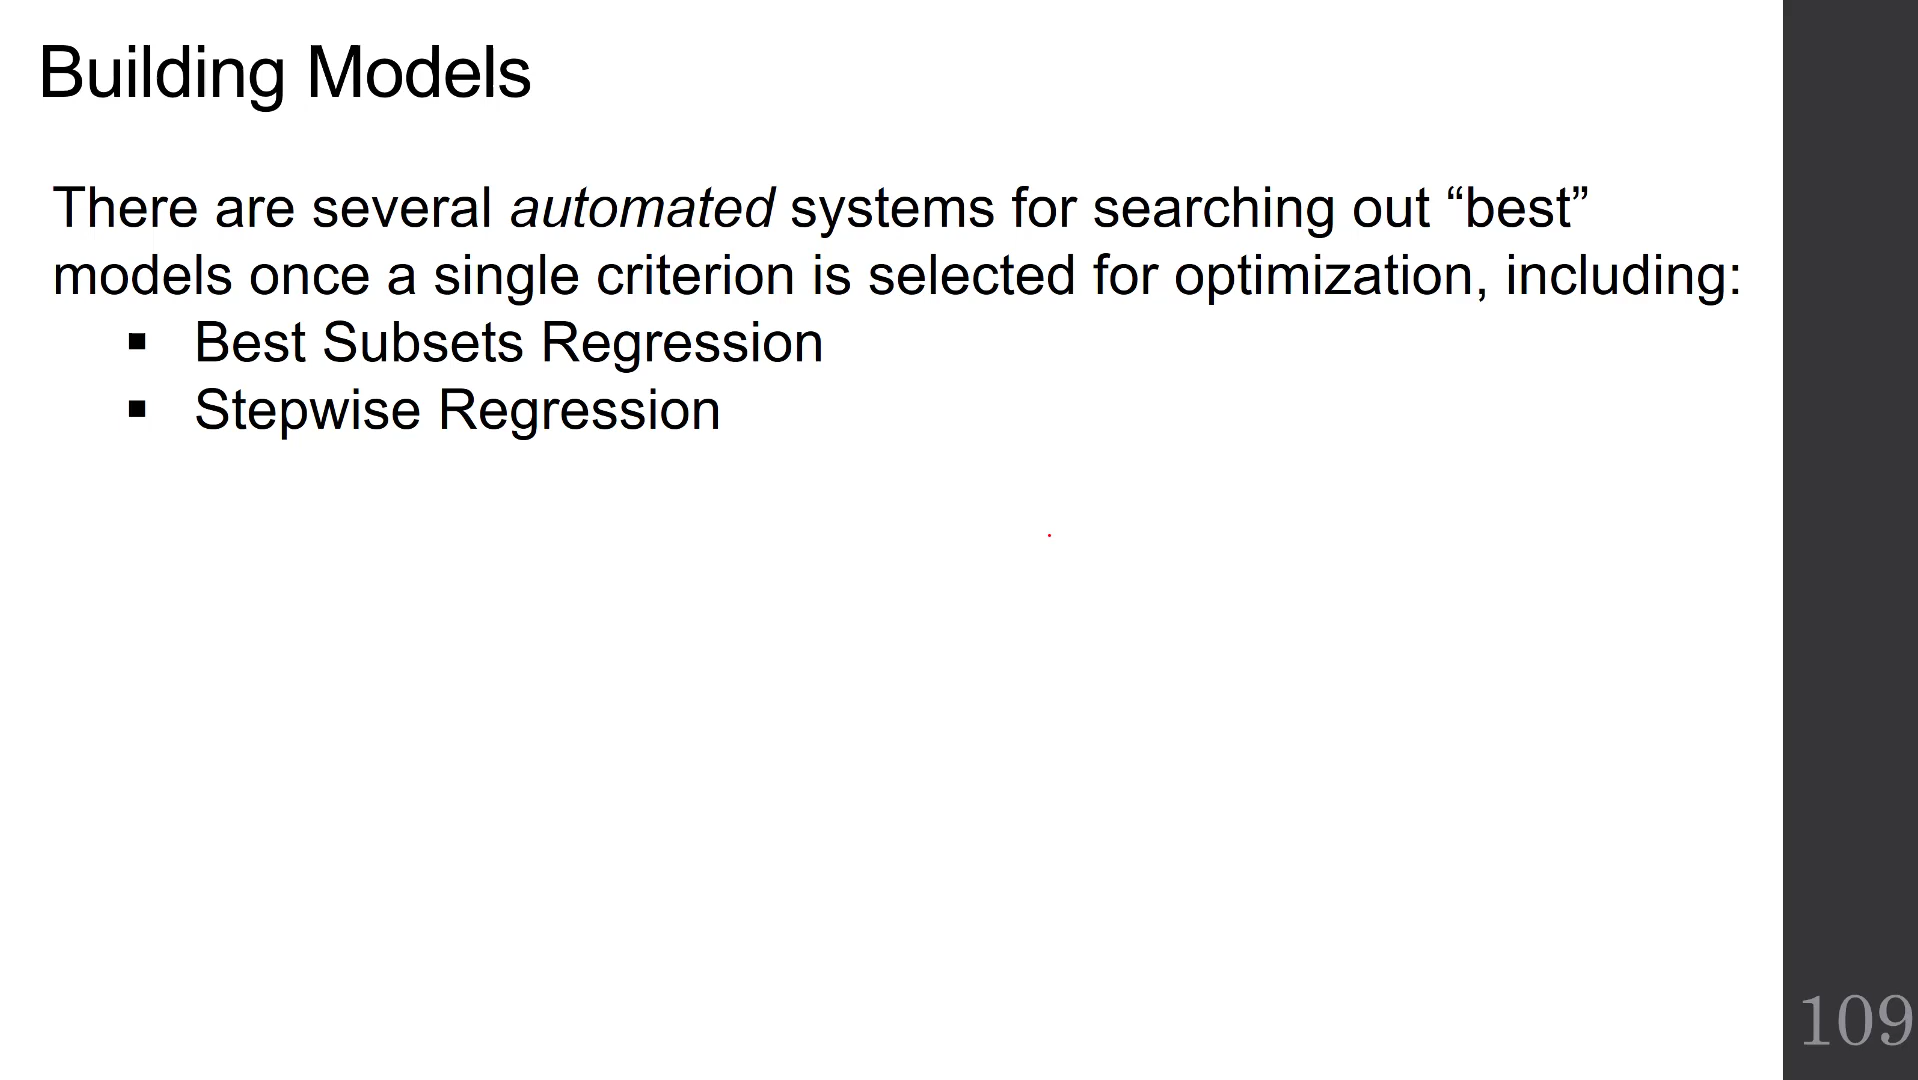 Building Models
There are several automated systems for searching out “best”
models once a single criterion is selected for optimization, including:
▪ Best Subsets Regression
▪ Stepwise Regression
109